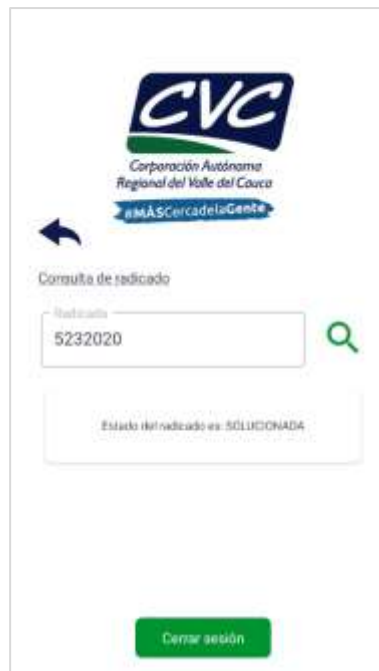 CVC
Corporación Autónoma
Regional del Valle del Cauca
#MÁSCercadelaGente
Consulta de radicado
Radicado
5232020
Estado del radicado es: SOLUCIONADA
Cerrar sesión